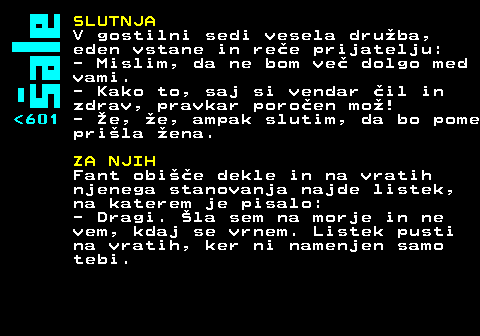 Šale
<601
SLUTNJA
V gostilni sedi vesela družba,
eden vstane in reče prijatelju:
- Mislim, da ne bom več dolgo med
vami.
- Kako to, saj si vendar čil in
zdrav, pravkar poročen mož!
- Že, že, ampak slutim, da bo pome
prišla žena.
ZA NJIH
Fant obišče dekle in na vratih
njenega stanovanja najde listek,
na katerem je pisalo:
- Dragi. Šla sem na morje in ne
vem, kdaj se vrnem. Listek pusti
na vratih, ker ni namenjen samo
tebi.